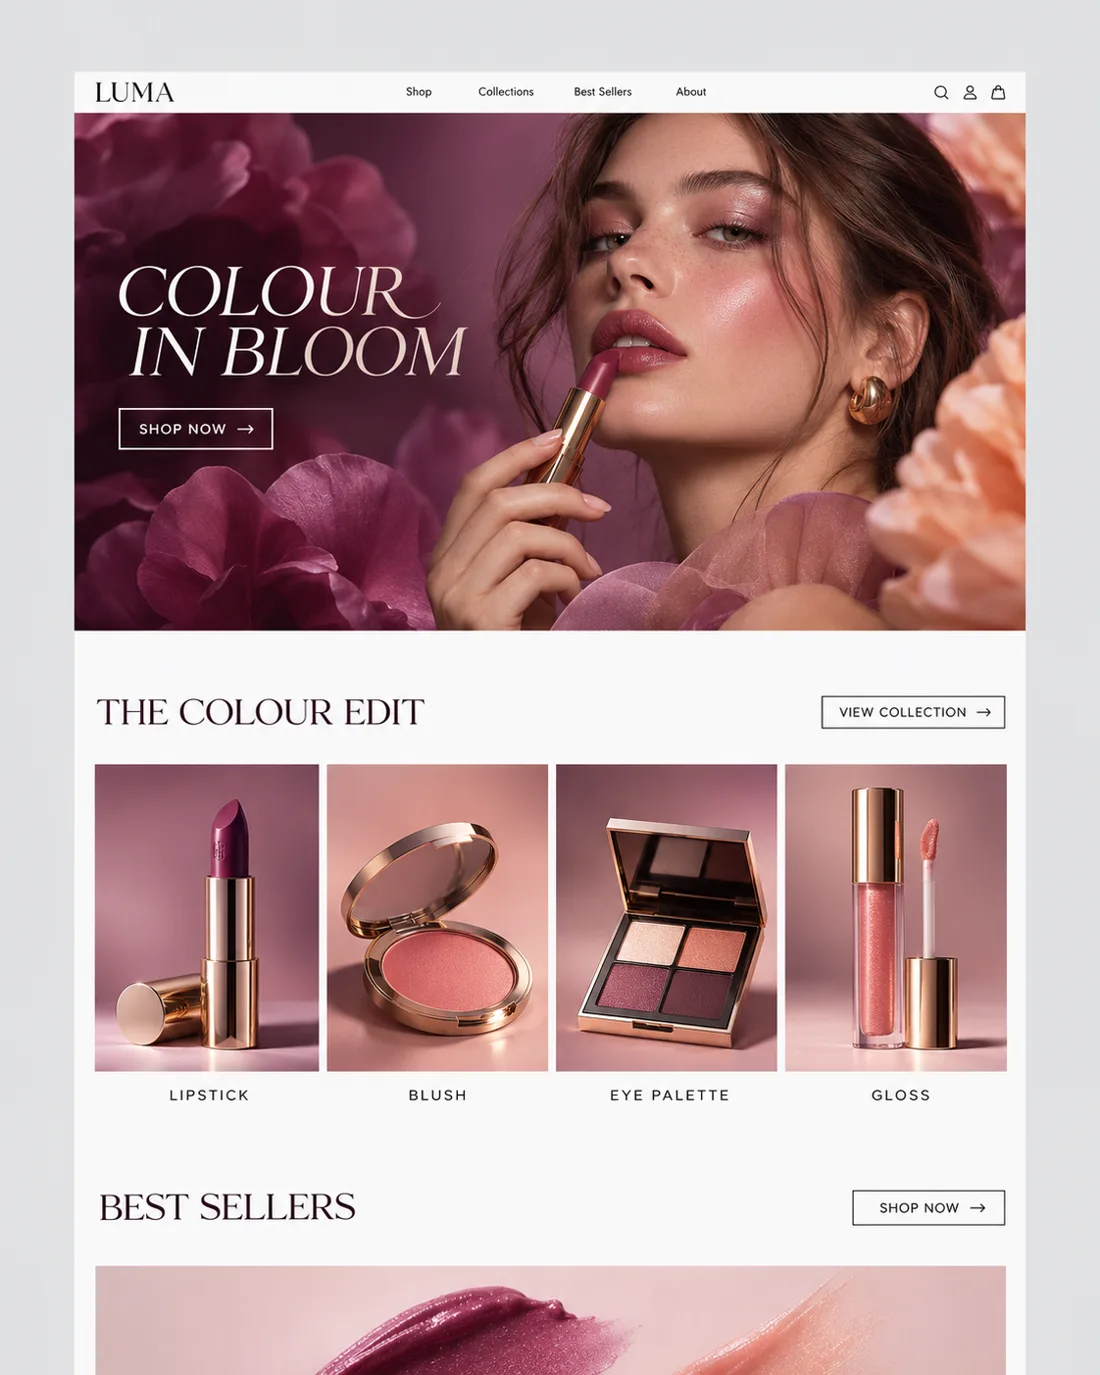 LUMA
Shop Collections Best Sellers About
COLOUR
IN BLOOM
SHOP NOW →
THE COLOUR EDIT
VIEW COLLECTION →
LIPSTICK
BLUSH
EYE PALETTE
GLOSS
BEST SELLERS
SHOP NOW →